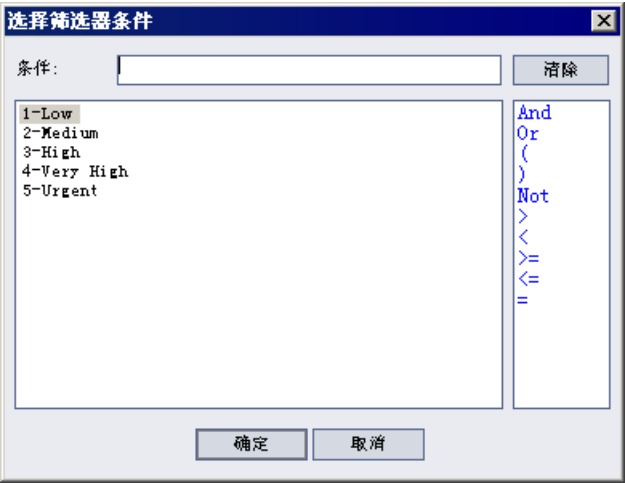 选择筛选器条件
条件:
清除
1-Low
2-Medium
3-High
4-Very High
5-Urgent
And
Or
(
)
Not
>
<
>=
<=
=
确定
取消